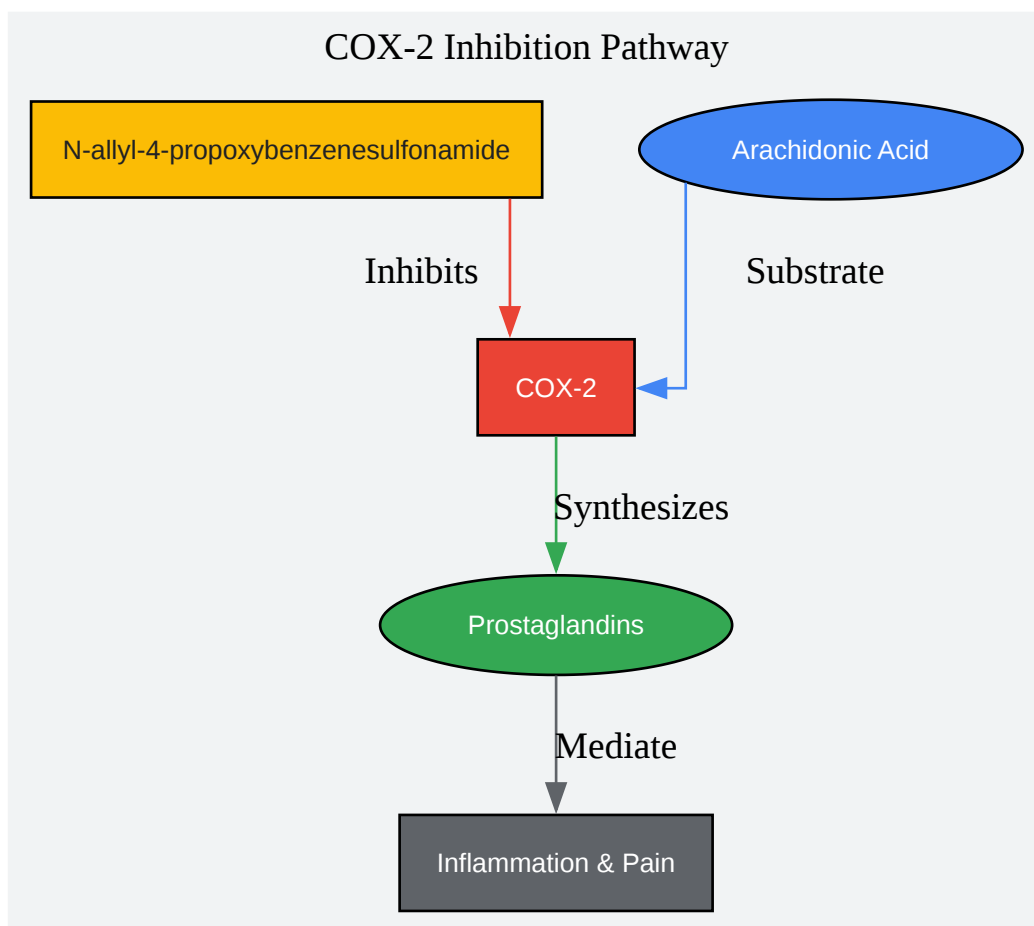 COX-2 Inhibition Pathway
N-allyl-4-propoxybenzenesulfonamide
Arachidonic Acid
Inhibits
Substrate
COX-2
Synthesizes
Prostaglandins
Mediate
Inflammation & Pain